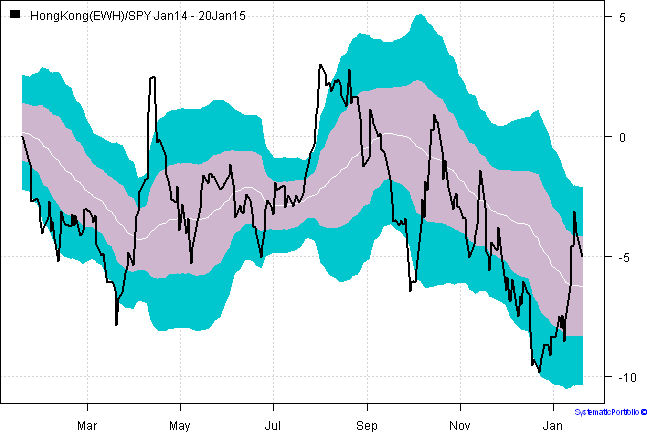 HongKong(EWH)/SPY Jan14 - 20Jan15
5
0
-5
-10
SystematicPortfolio ©
Mar May Jul Sep Nov Jan